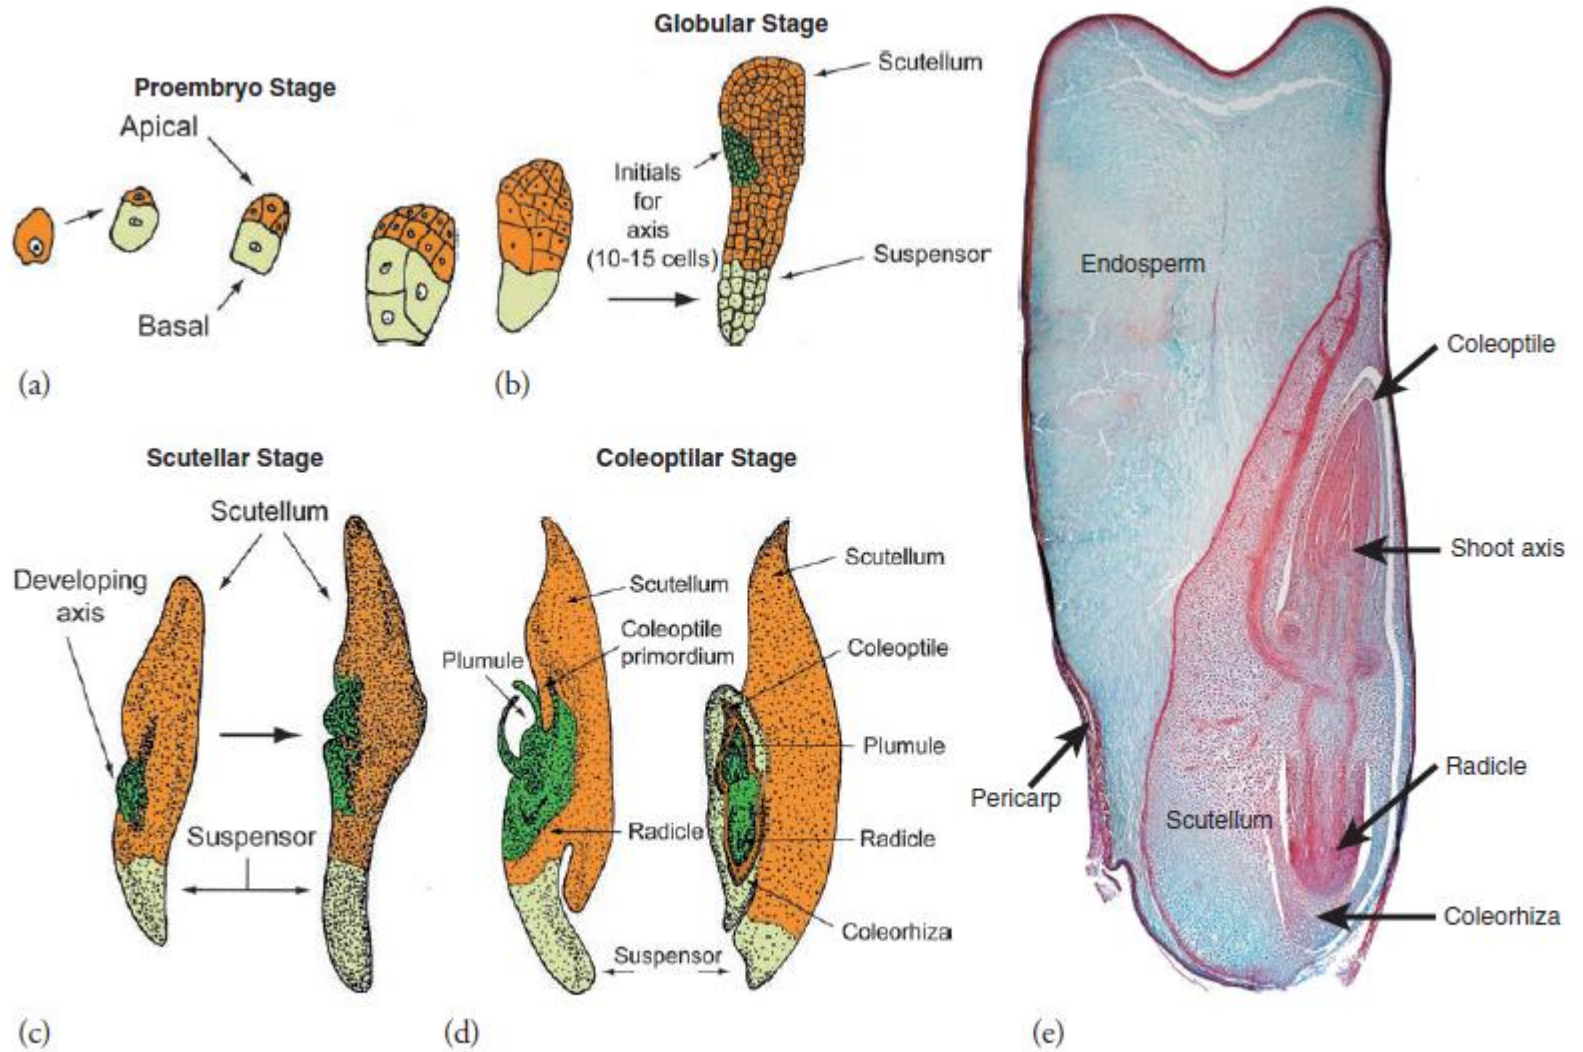 Proembryo Stage
Apical
Basal
(a)
Globular Stage
Scutellum
Initials
for
axis
(10-15 cells)
Suspensor
(b)
Scutellar Stage
Scutellum
Developing
axis
Suspensor
(c)
Coleoptilar Stage
Scutellum
Coleoptile
primordium
Plumule
Radicle
Suspensor
Scutellum
Coleoptile
Plumule
Radicle
Coleorhiza
(d)
Endosperm
Coleoptile
Shoot axis
Radicle
Pericarp
Scutellum
Coleorhiza
(e)